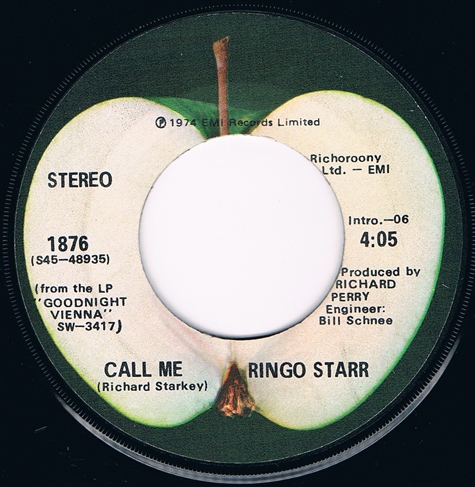 ℗ 1974 EMI Records Limited
STEREO
1876
(S45-48935)
(from the LP
"GOODNIGHT
VIENNA"
SW-3417)
Richoroony
Ltd. — EMI
Intro.—06
4:05
Produced by
RICHARD
PERRY
Engineer:
Bill Schnee
CALL ME
(Richard Starkey)
RINGO STARR